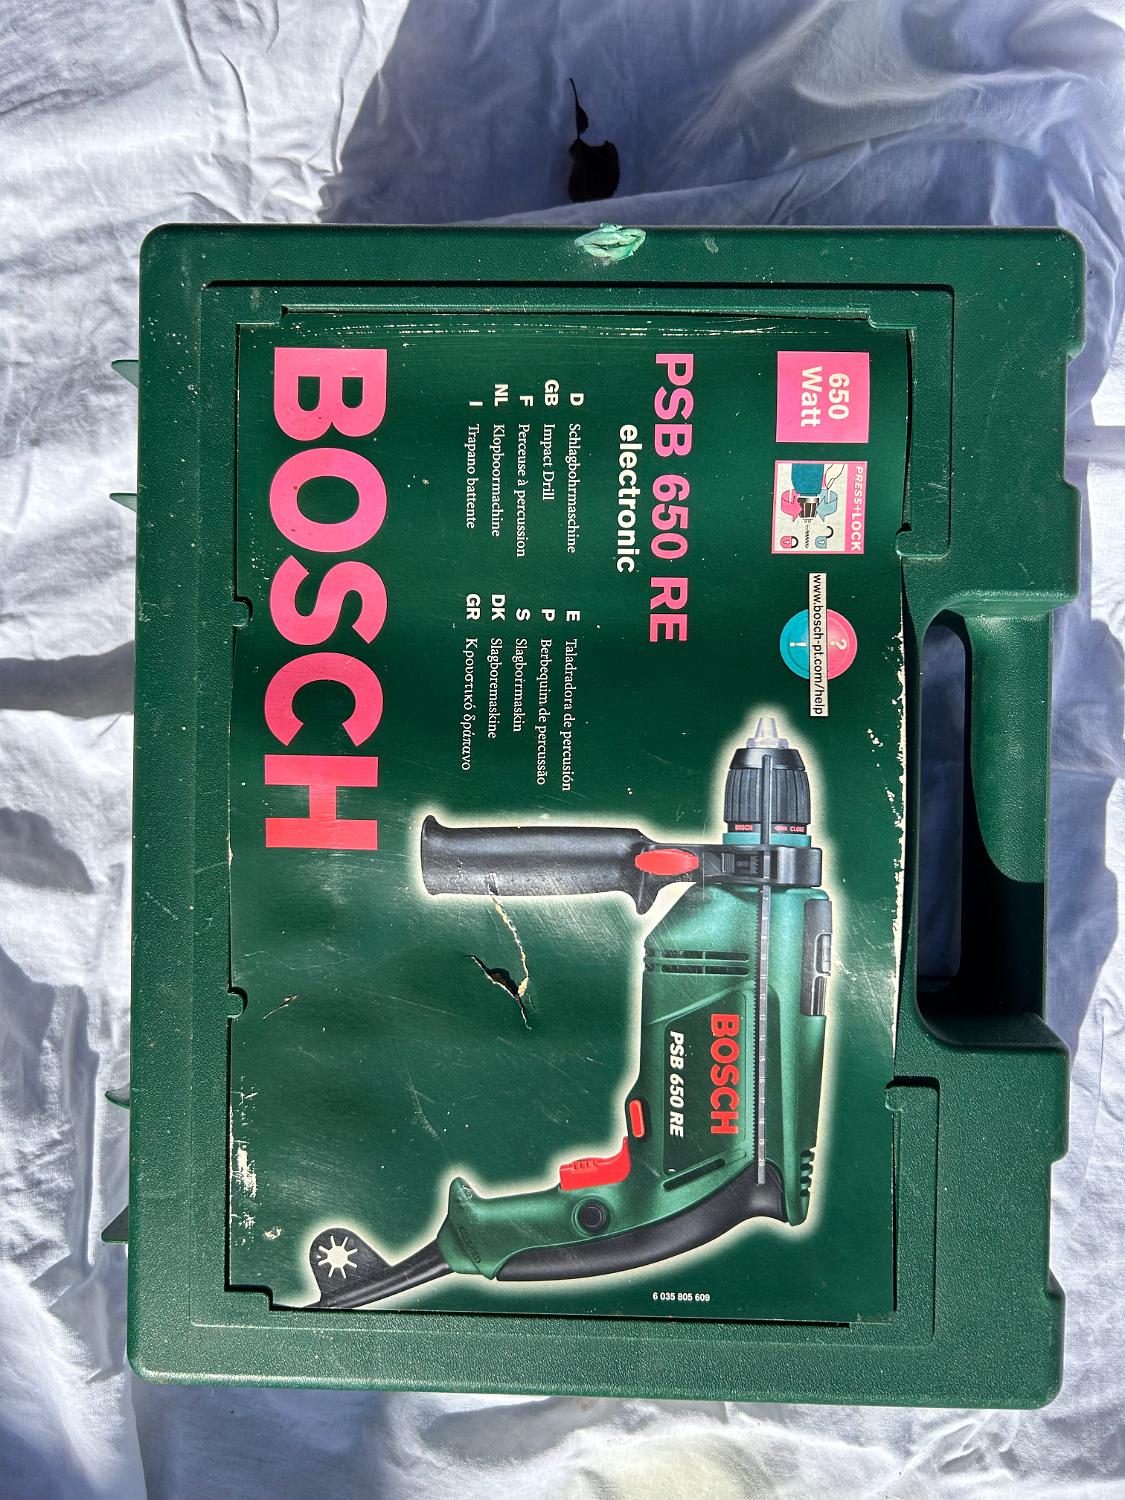 650
Watt
PRESS+LOCK
www.bosch-pt.com/help
?
!
PSB 650 RE
electronic
D Schlagbohrmaschine
GB Impact Drill
F Perceuse à percussion
NL Klopboormachine
I Trapano battente
E Taladradora de percusión
P Berbequim de percussão
S Slagborrmaskin
DK Slagboremaskine
GR Κρουστικό δράπανο
BOSCH
BOSCH
CLOSE
BOSCH
PSB 650 RE
6 035 805 609